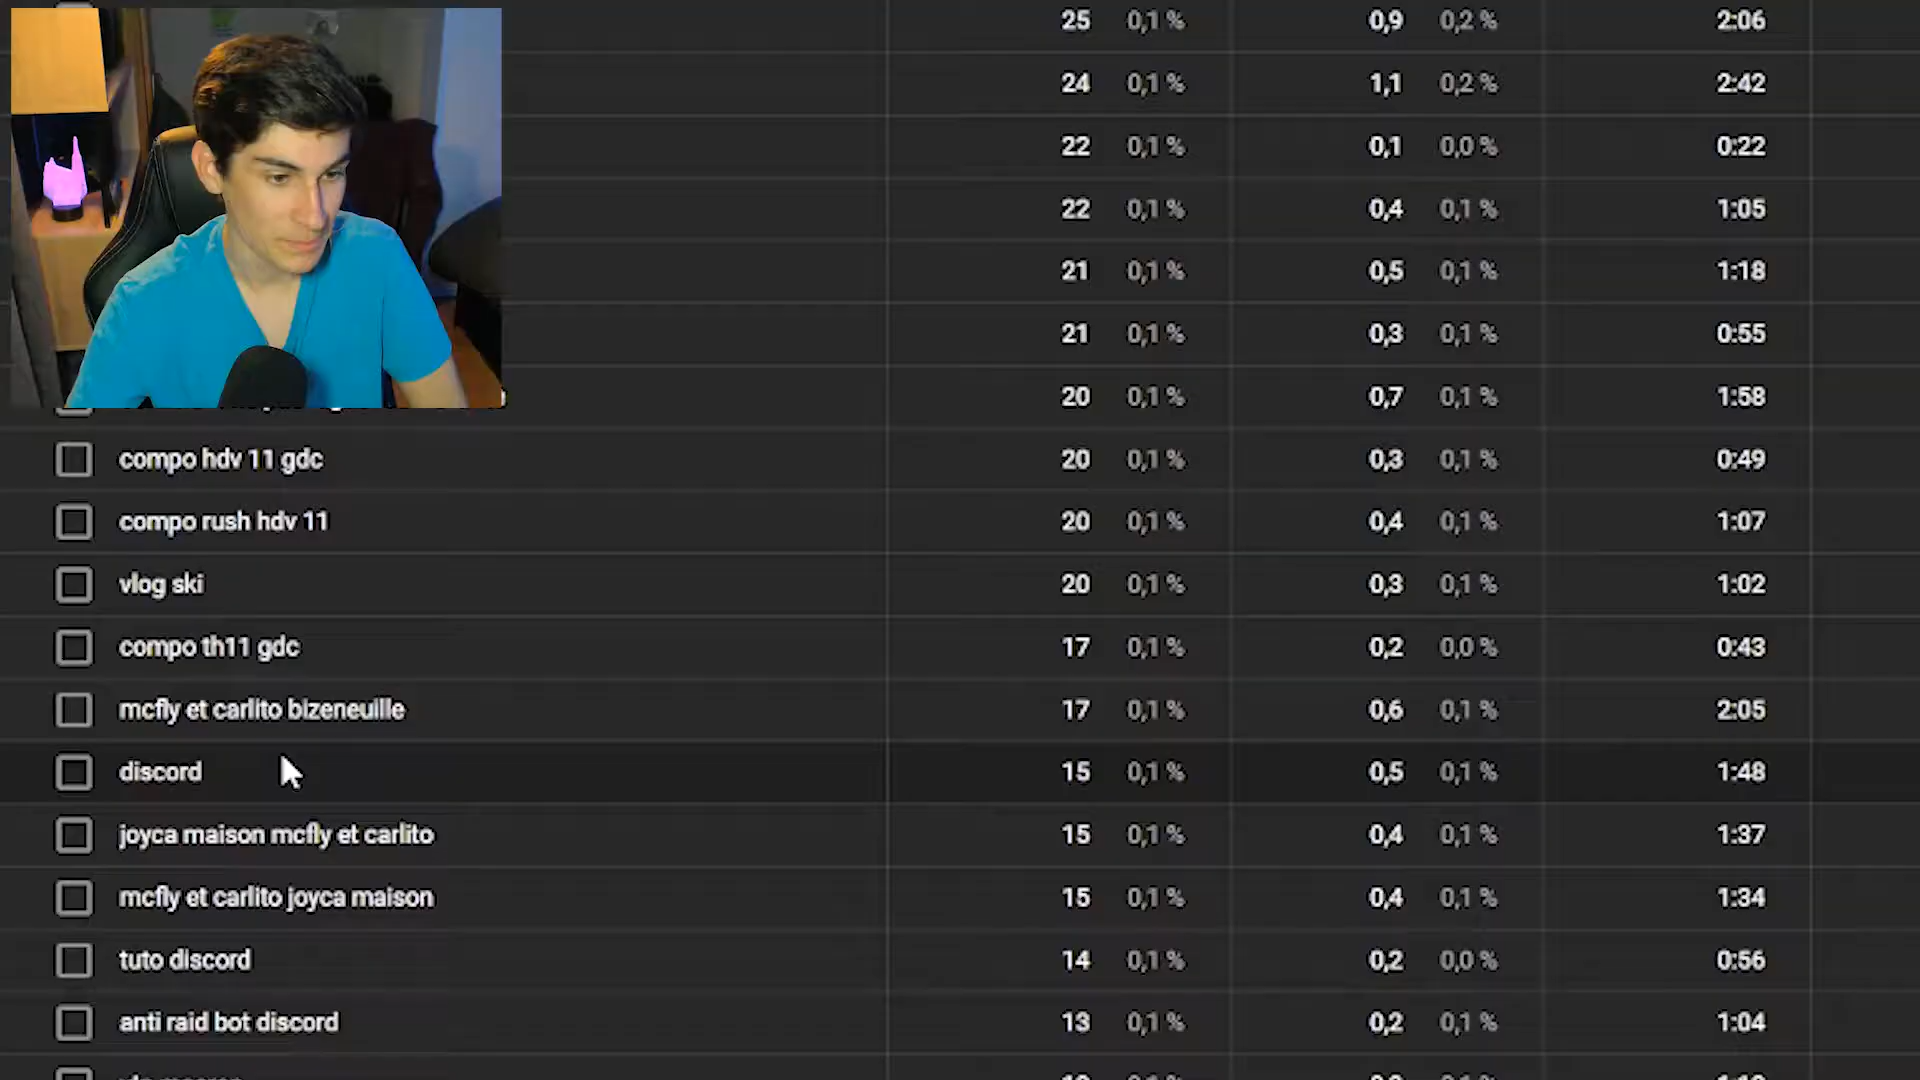 25 0,1 % 0,9 0,2 % 2:06
24 0,1 % 1,1 0,2 % 2:42
22 0,1 % 0,1 0,0 % 0:22
22 0,1 % 0,4 0,1 % 1:05
21 0,1 % 0,5 0,1 % 1:18
21 0,1 % 0,3 0,1 % 0:55
20 0,1 % 0,7 0,1 % 1:58
compo hdv 11 gdc 20 0,1 % 0,3 0,1 % 0:49
compo rush hdv 11 20 0,1 % 0,4 0,1 % 1:07
vlog ski 20 0,1 % 0,3 0,1 % 1:02
compo th11 gdc 17 0,1 % 0,2 0,0 % 0:43
mcfly et carlito bizeneuille 17 0,1 % 0,6 0,1 % 2:05
discord 15 0,1 % 0,5 0,1 % 1:48
joyca maison mcfly et carlito 15 0,1 % 0,4 0,1 % 1:37
mcfly et carlito joyca maison 15 0,1 % 0,4 0,1 % 1:34
tuto discord 14 0,1 % 0,2 0,0 % 0:56
anti raid bot discord 13 0,1 % 0,2 0,1 % 1:04